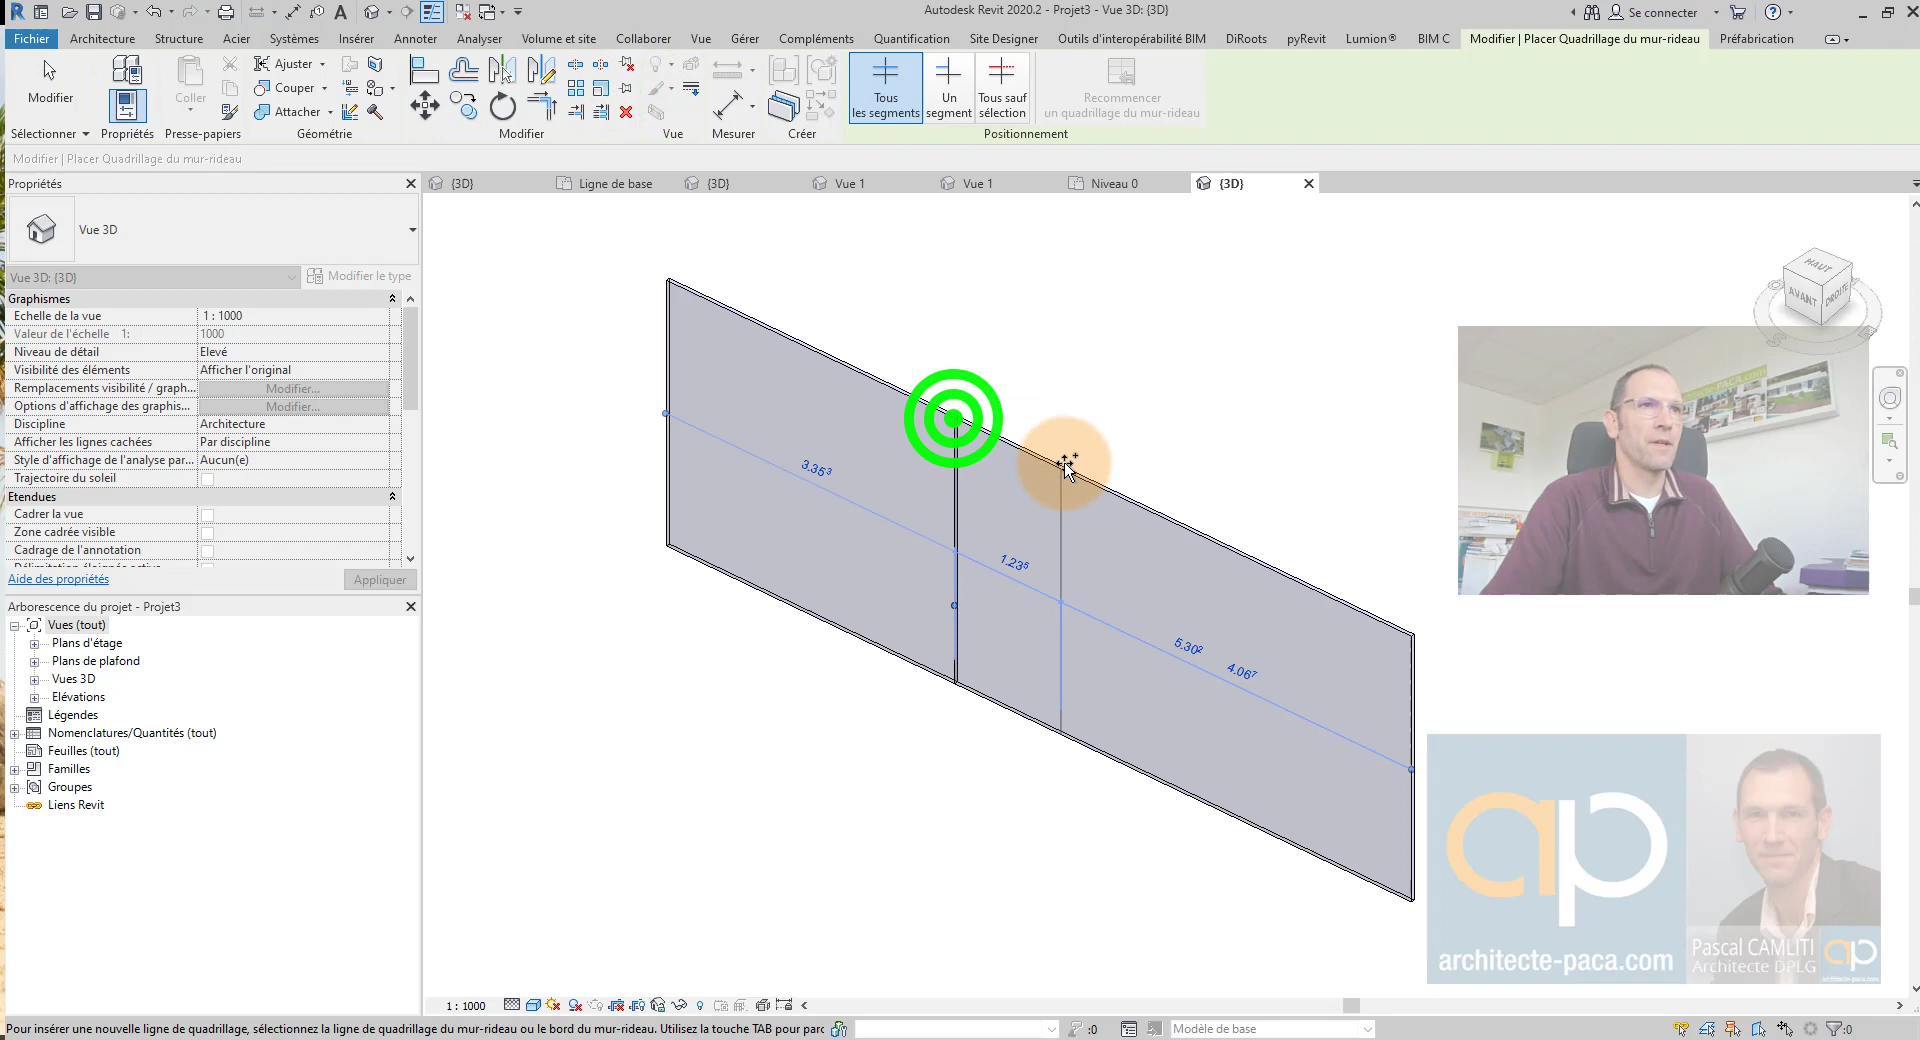 Autodesk Revit 2020.2 - Projet3 - Vue 3D: {3D}
Se connecter
Fichier Architecture Structure Acier Systèmes Insérer Annoter Analyser Volume et site Collaborer Vue Gérer Compléments Quantification Site Designer Outils d'interopérabilité BIM DiRoots pyRevit Lumion® BIM C Modifier | Placer Quadrillage du mur-rideau Préfabrication
Modifier
Coller
Ajuster
Couper
Attacher
Tous les segments
Un segment
Tous sauf sélection
Recommencer un quadrillage du mur-rideau
Sélectionner Propriétés Presse-papiers Géométrie Modifier Vue Mesurer Créer Positionnement
Modifier | Placer Quadrillage du mur-rideau
Propriétés
{3D} Ligne de base {3D} Vue 1 Vue 1 Niveau 0 {3D}
Vue 3D
Vue 3D: {3D} Modifier le type
Graphismes
Echelle de la vue 1 : 1000
Valeur de l'échelle 1: 1000
Niveau de détail Elevé
Visibilité des éléments Afficher l'original
Remplacements visibilité / graph... Modifier...
Options d'affichage des graphis... Modifier...
Discipline Architecture
Afficher les lignes cachées Par discipline
Style d'affichage de l'analyse par... Aucun(e)
Trajectoire du soleil
Etendues
Cadrer la vue
Zone cadrée visible
Cadrage de l'annotation
Aide des propriétés Appliquer
Arborescence du projet - Projet3
Vues (tout)
Plans d'étage
Plans de plafond
Vues 3D
Elévations
Légendes
Nomenclatures/Quantités (tout)
Feuilles (tout)
Familles
Groupes
Liens Revit
3.35³
1.23⁵
5.30²
4.06⁷
HAUT
AVANT
DROITE
ap
architecte-paca.com
Pascal CAMLITI
Architecte DPLG
ap
1 : 1000
Pour insérer une nouvelle ligne de quadrillage, sélectionnez la ligne de quadrillage du mur-rideau ou le bord du mur-rideau. Utilisez la touche TAB pour parc
:0
Modèle de base
:0